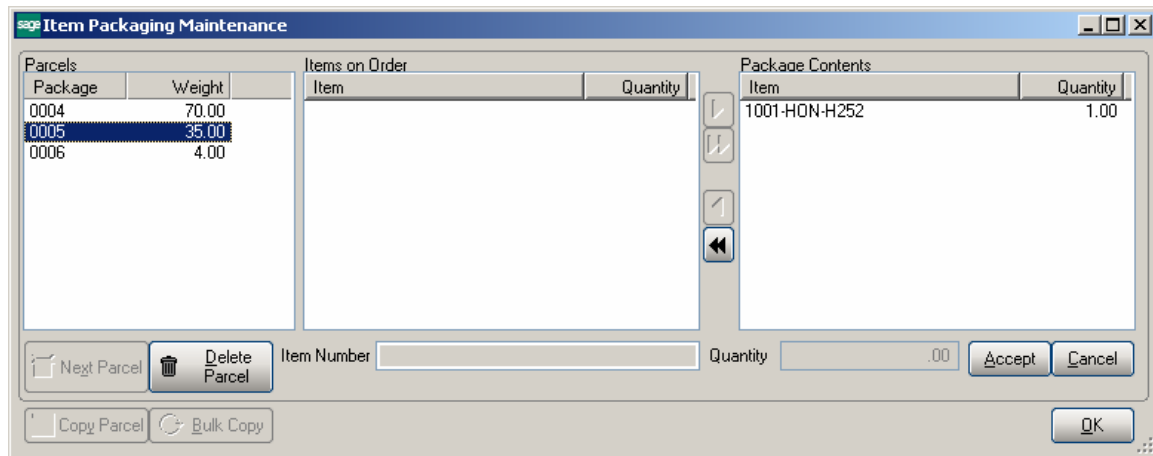 sage Item Packaging Maintenance
Parcels Items on Order Package Contents
Package Weight Item Quantity Item Quantity
0004 70.00 1001-HON-H252 1.00
0005 35.00
0006 4.00
Next Parcel Delete Parcel Item Number Quantity .00 Accept Cancel
Copy Parcel Bulk Copy OK